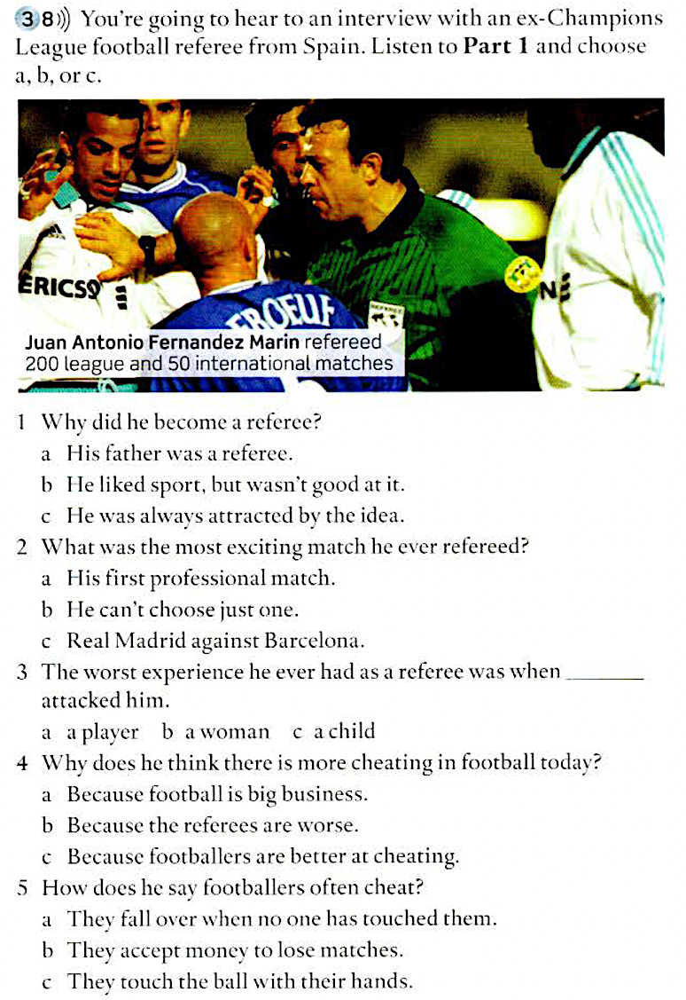 3 8))) You're going to hear to an interview with an ex-Champions
League football referee from Spain. Listen to Part 1 and choose
a, b, or c.
ERICSS
EBOEUF
REFEREE
NE
Juan Antonio Fernandez Marin refereed
200 league and 50 international matches
1 Why did he become a referee?
a His father was a referee.
b He liked sport, but wasn't good at it.
c He was always attracted by the idea.
2 What was the most exciting match he ever refereed?
a His first professional match.
b He can't choose just one.
c Real Madrid against Barcelona.
3 The worst experience he ever had as a referee was when _______
attacked him.
a a player b a woman c a child
4 Why does he think there is more cheating in football today?
a Because football is big business.
b Because the referees are worse.
c Because footballers are better at cheating.
5 How does he say footballers often cheat?
a They fall over when no one has touched them.
b They accept money to lose matches.
c They touch the ball with their hands.